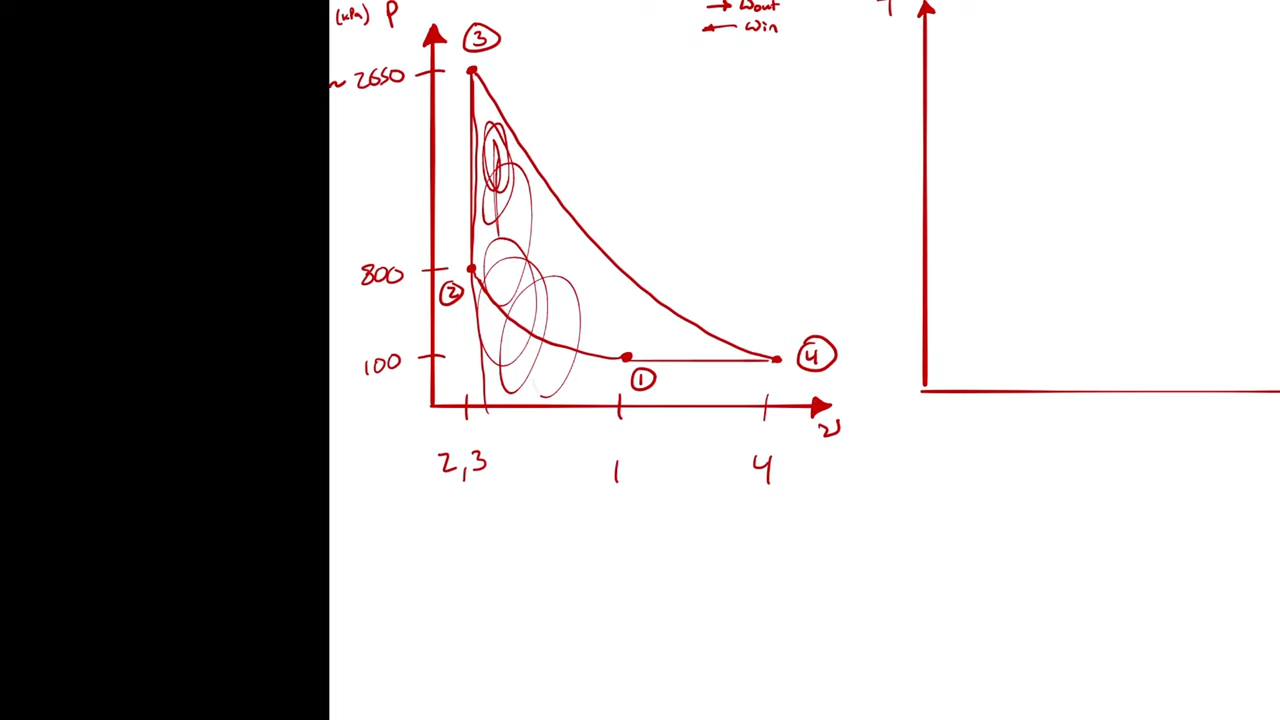 (kPa) P
→ Wout
← Win
T
③
~ 2650
800
②
100
①
④
v
2,3
1
4